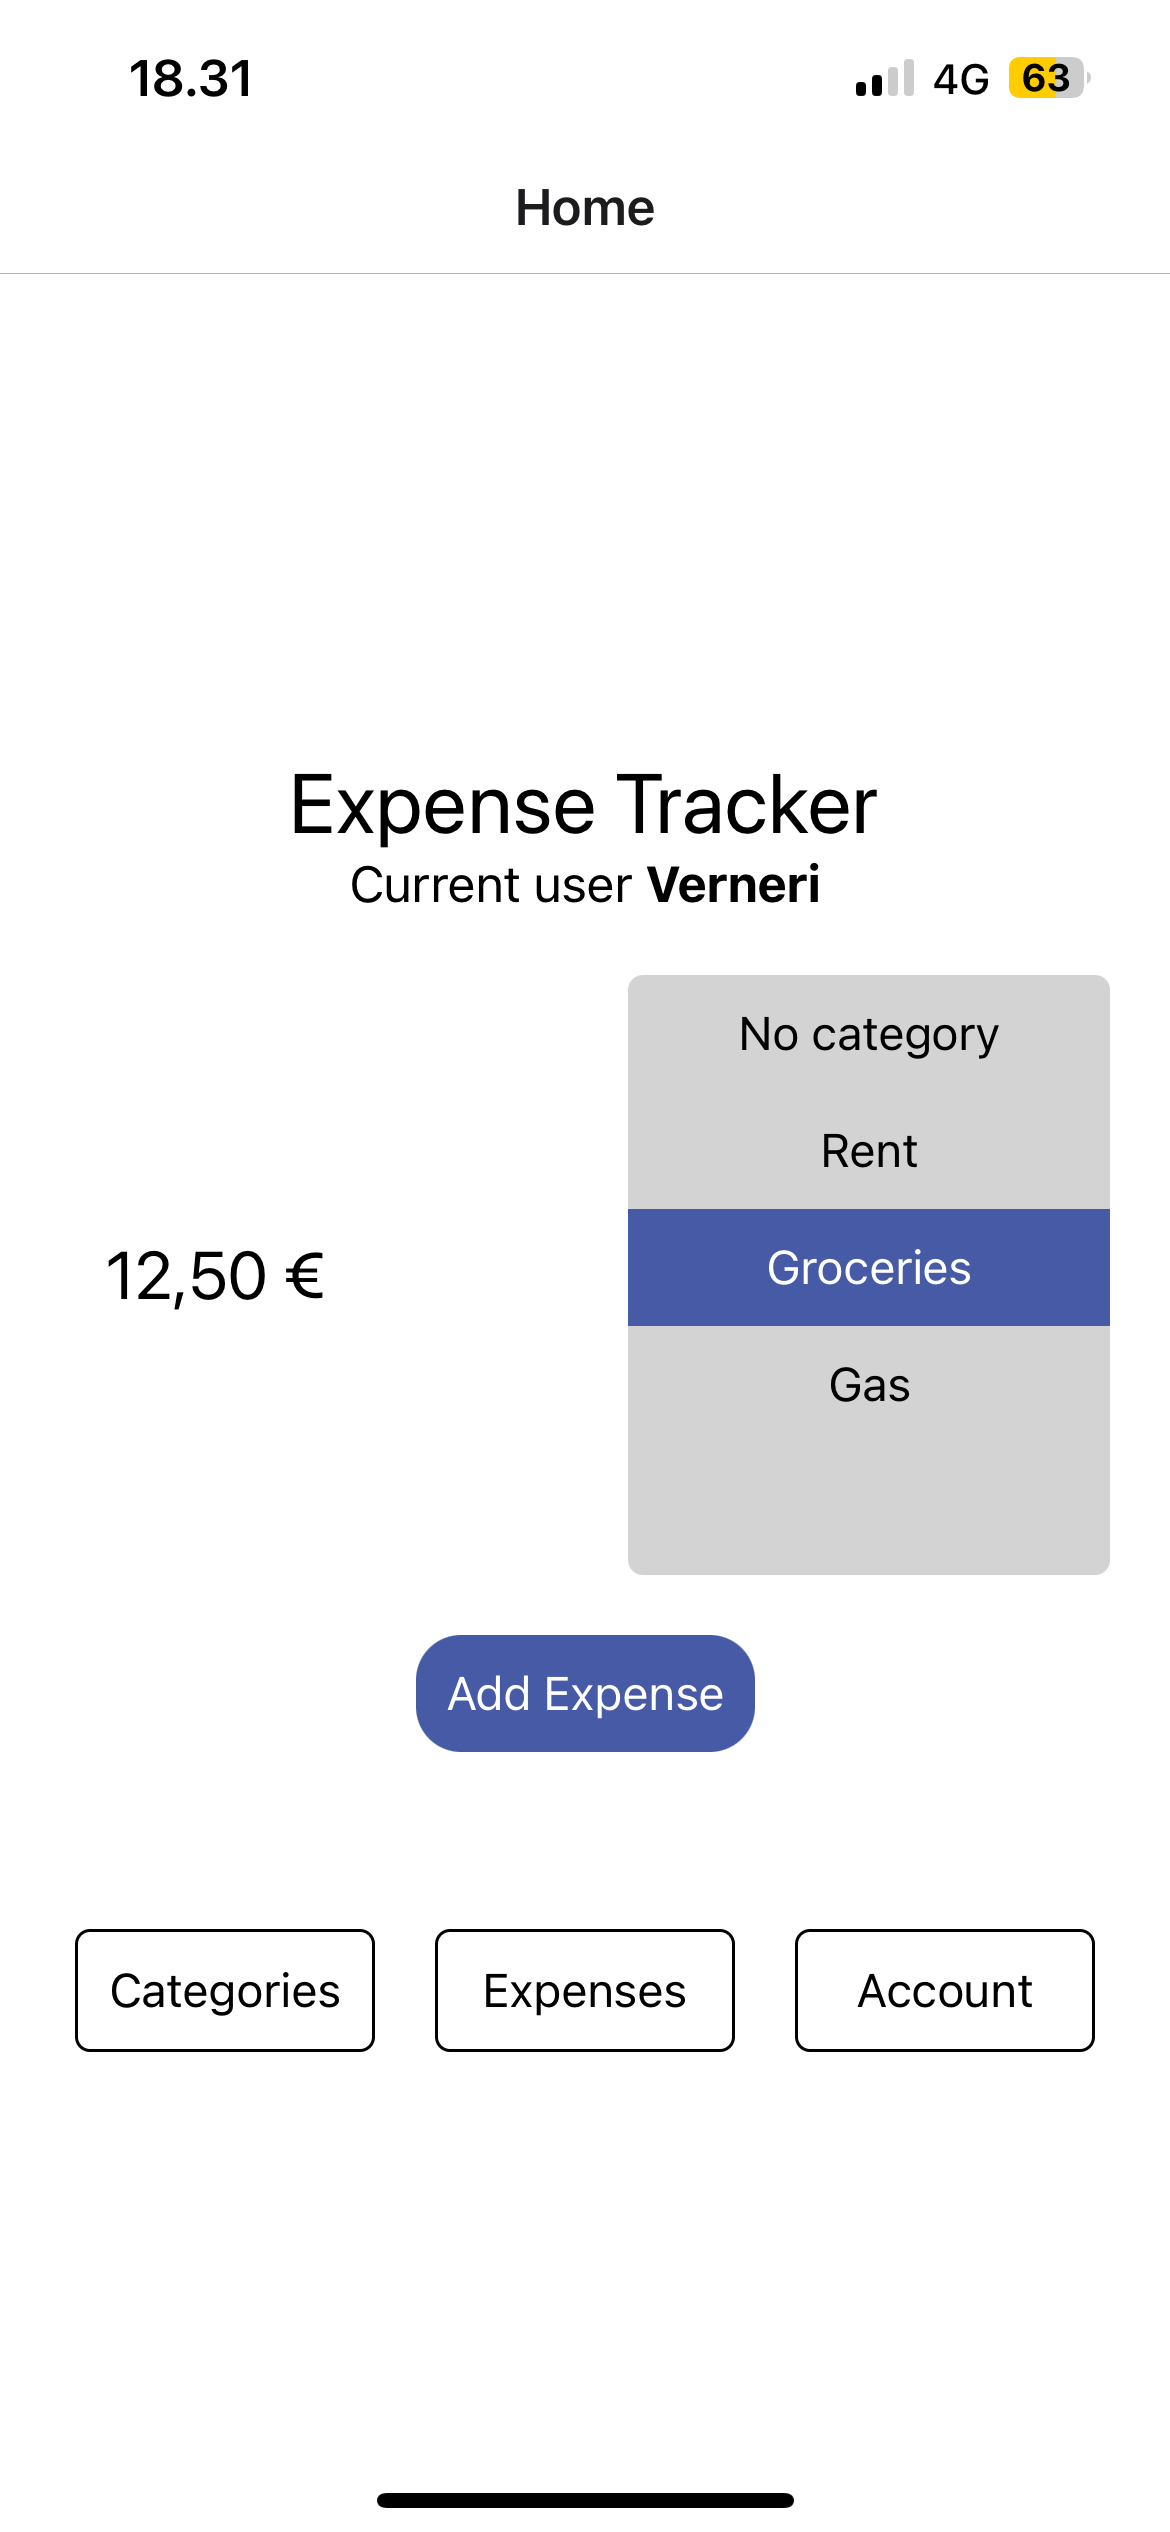 18.31 4G 63
Home
Expense Tracker
Current user Verneri
No category
Rent
12,50 €
Groceries
Gas
Add Expense
Categories
Expenses
Account